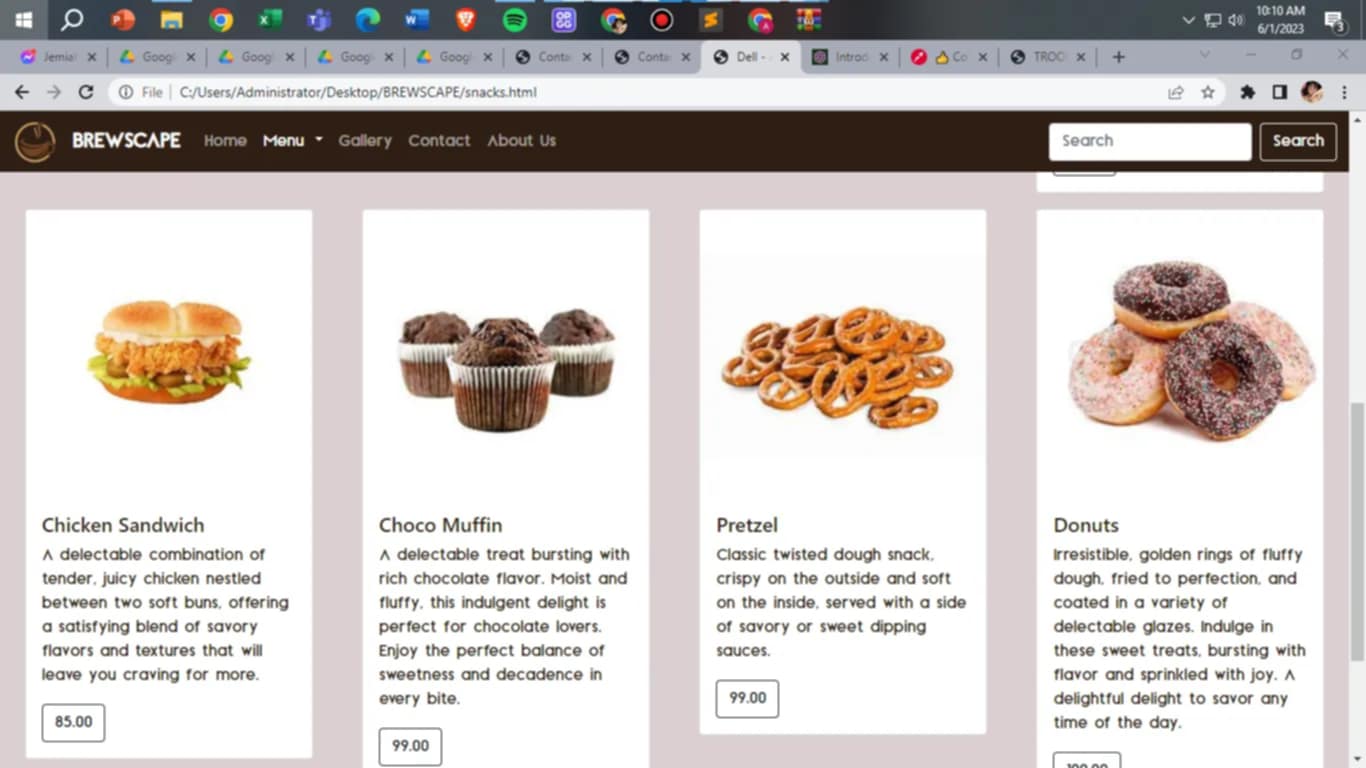 10:10 AM
6/1/2023
3
Jemial
Googl
Googl
Googl
Googl
Conta
Conta
Dell -
Introd
Co
TROC
File | C:/Users/Administrator/Desktop/BREWSCAPE/snacks.html
BREWSCAPE Home Menu Gallery Contact About Us Search Search
Chicken Sandwich
A delectable combination of
tender, juicy chicken nestled
between two soft buns, offering
a satisfying blend of savory
flavors and textures that will
leave you craving for more.
85.00
Choco Muffin
A delectable treat bursting with
rich chocolate flavor. Moist and
fluffy, this indulgent delight is
perfect for chocolate lovers.
Enjoy the perfect balance of
sweetness and decadence in
every bite.
99.00
Pretzel
Classic twisted dough snack,
crispy on the outside and soft
on the inside, served with a side
of savory or sweet dipping
sauces.
99.00
Donuts
Irresistible, golden rings of fluffy
dough, fried to perfection, and
coated in a variety of
delectable glazes. Indulge in
these sweet treats, bursting with
flavor and sprinkled with joy. A
delightful delight to savor any
time of the day.